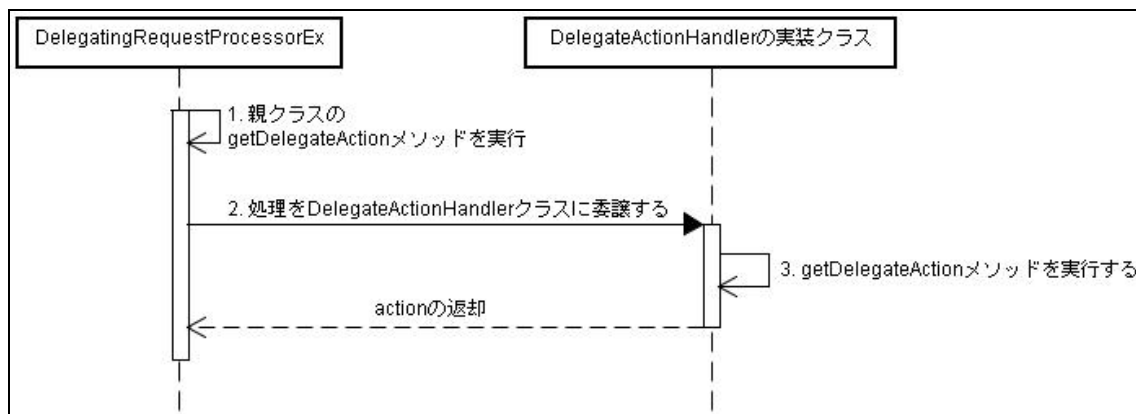 DelegatingRequestProcessorEx
DelegateActionHandlerの実装クラス
1. 親クラスの
getDelegateActionメソッドを実行
2. 処理をDelegateActionHandlerクラスに委譲する
3. getDelegateActionメソッドを実行する
actionの返却